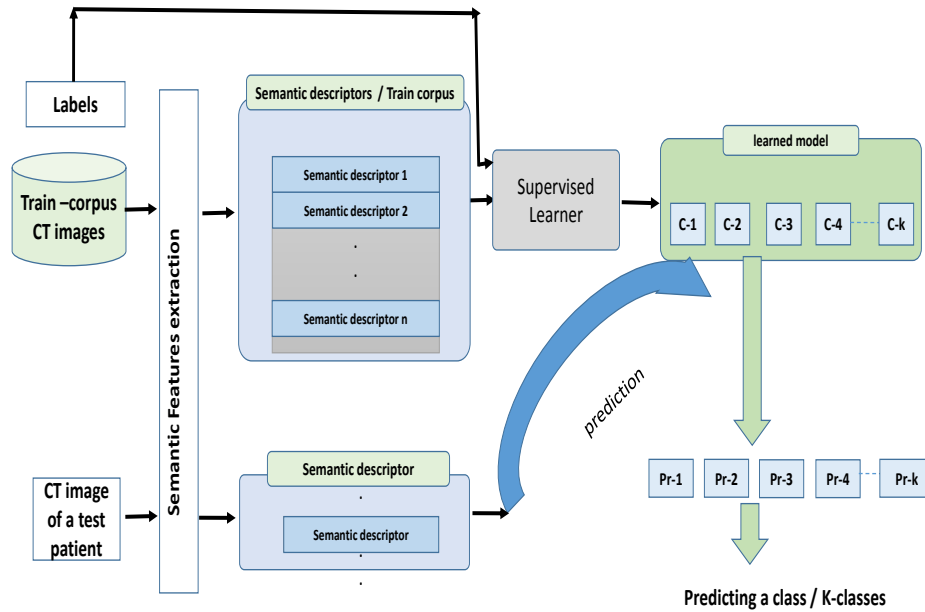 Labels
Train –corpus
CT images
Semantic Features extraction
Semantic descriptors / Train corpus
Semantic descriptor 1
Semantic descriptor 2
.
.
Semantic descriptor n
Supervised
Learner
learned model
C-1 C-2 C-3 C-4 C-k
prediction
CT image
of a test
patient
Semantic descriptor
.
Semantic descriptor
.
.
Pr-1 Pr-2 Pr-3 Pr-4 Pr-k
Predicting a class / K-classes